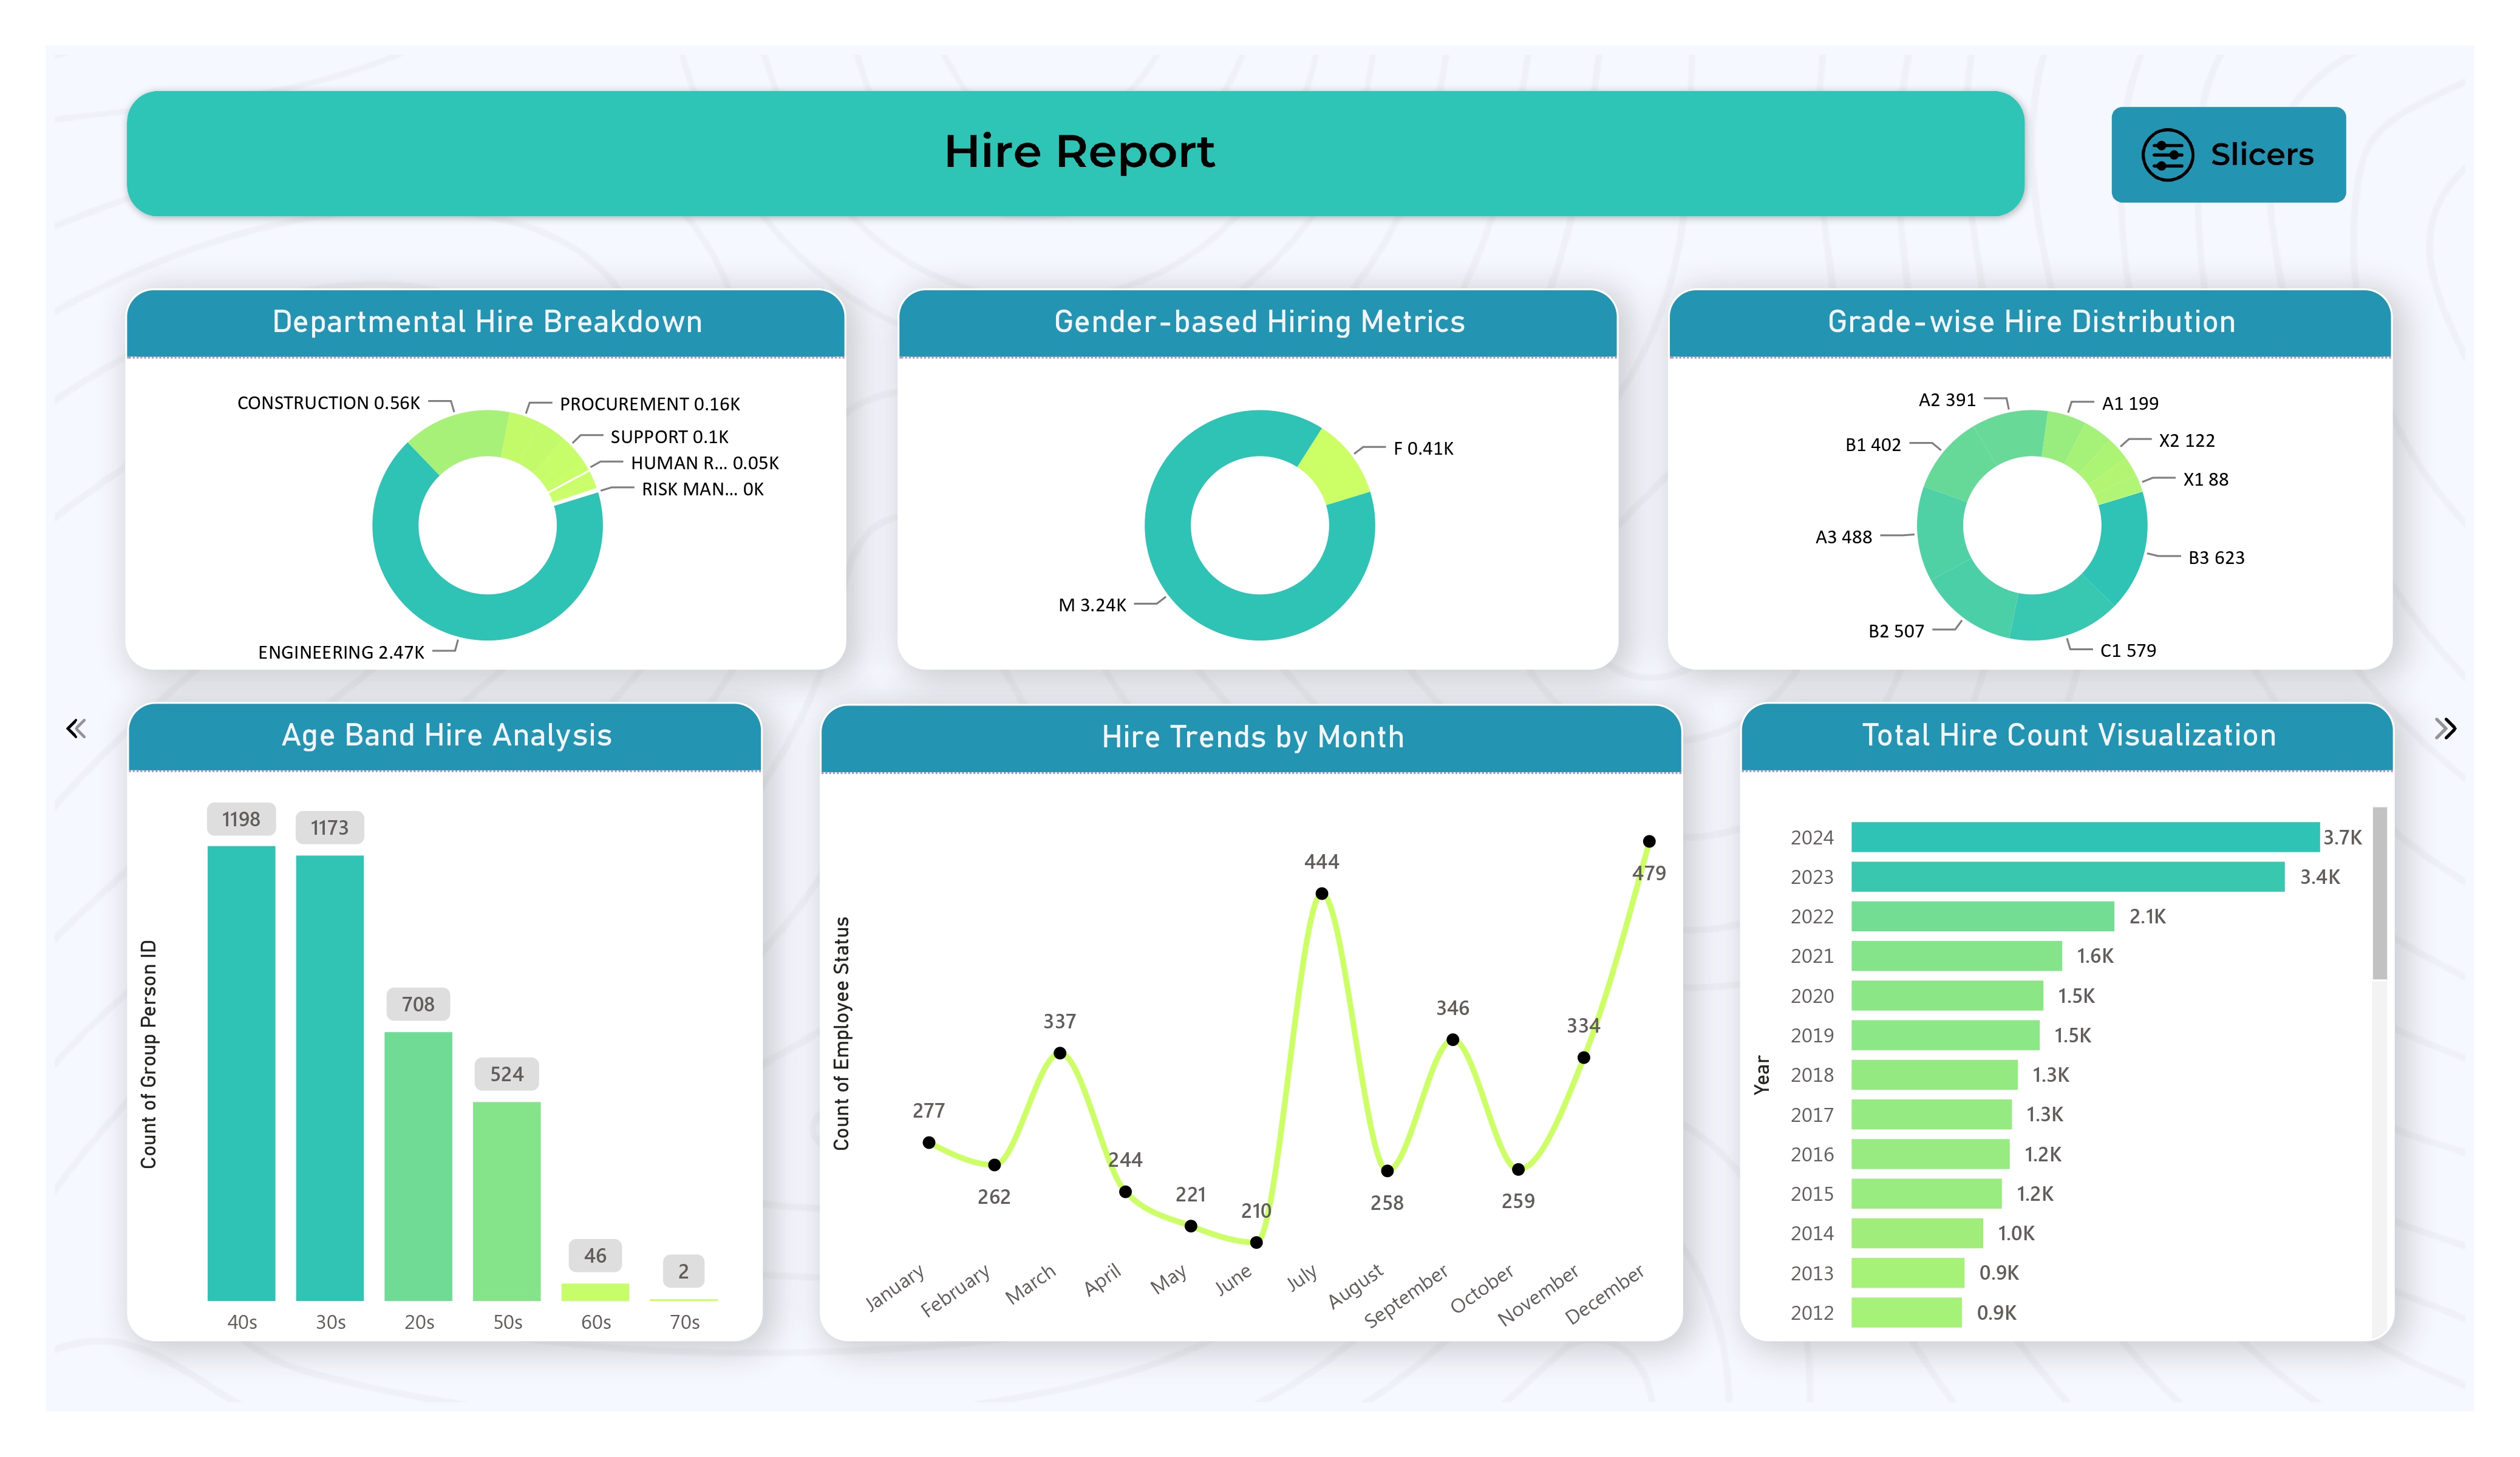 Hire Report
Slicers
Departmental Hire Breakdown
CONSTRUCTION 0.56K
PROCUREMENT 0.16K
SUPPORT 0.1K
HUMAN R... 0.05K
RISK MAN... 0K
ENGINEERING 2.47K
Gender-based Hiring Metrics
F 0.41K
M 3.24K
Grade-wise Hire Distribution
A2 391
A1 199
X2 122
B1 402
X1 88
A3 488
B3 623
B2 507
C1 579
Age Band Hire Analysis
Count of Group Person ID
1198
1173
708
524
46
2
40s
30s
20s
50s
60s
70s
Hire Trends by Month
Count of Employee Status
277
262
337
244
221
210
444
258
346
259
334
479
January
February
March
April
May
June
July
August
September
October
November
December
Total Hire Count Visualization
Year
2024 3.7K
2023 3.4K
2022 2.1K
2021 1.6K
2020 1.5K
2019 1.5K
2018 1.3K
2017 1.3K
2016 1.2K
2015 1.2K
2014 1.0K
2013 0.9K
2012 0.9K